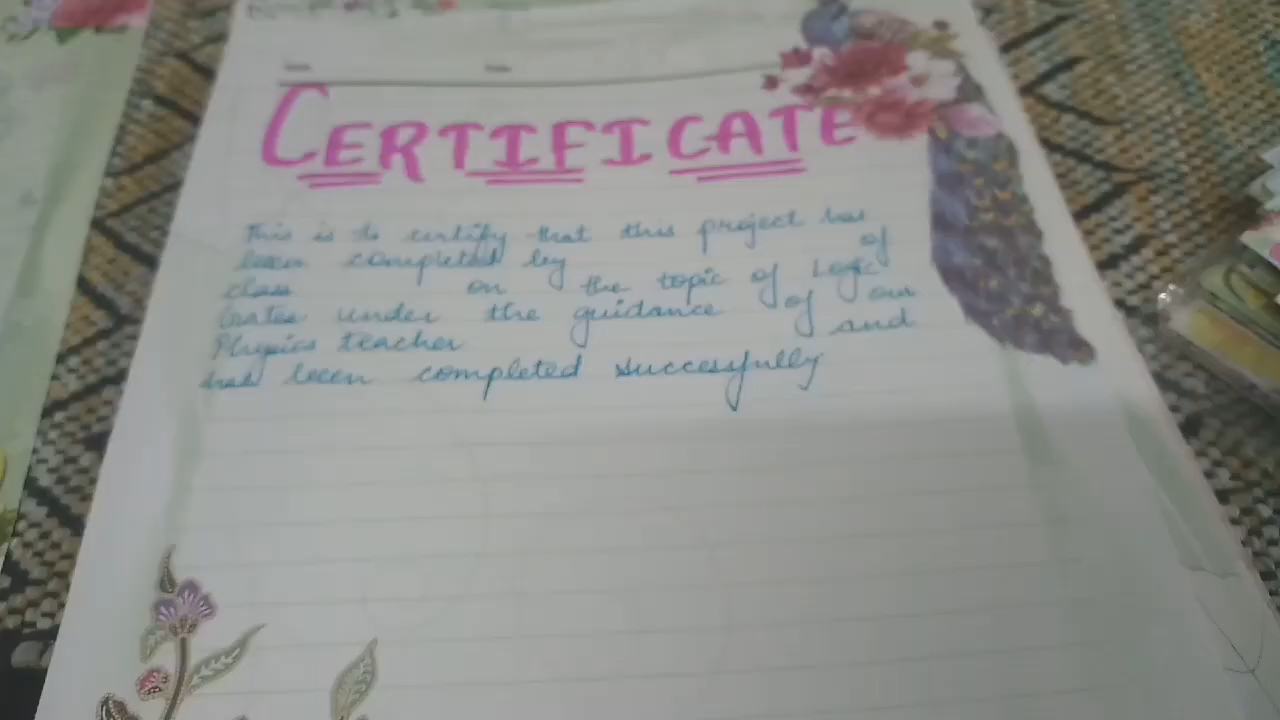 CERTIFICATE
This is to certify that this project has
been completed by of
class on the topic of Logic
Gates under the guidance of our
Physics teacher and
has been completed successfully